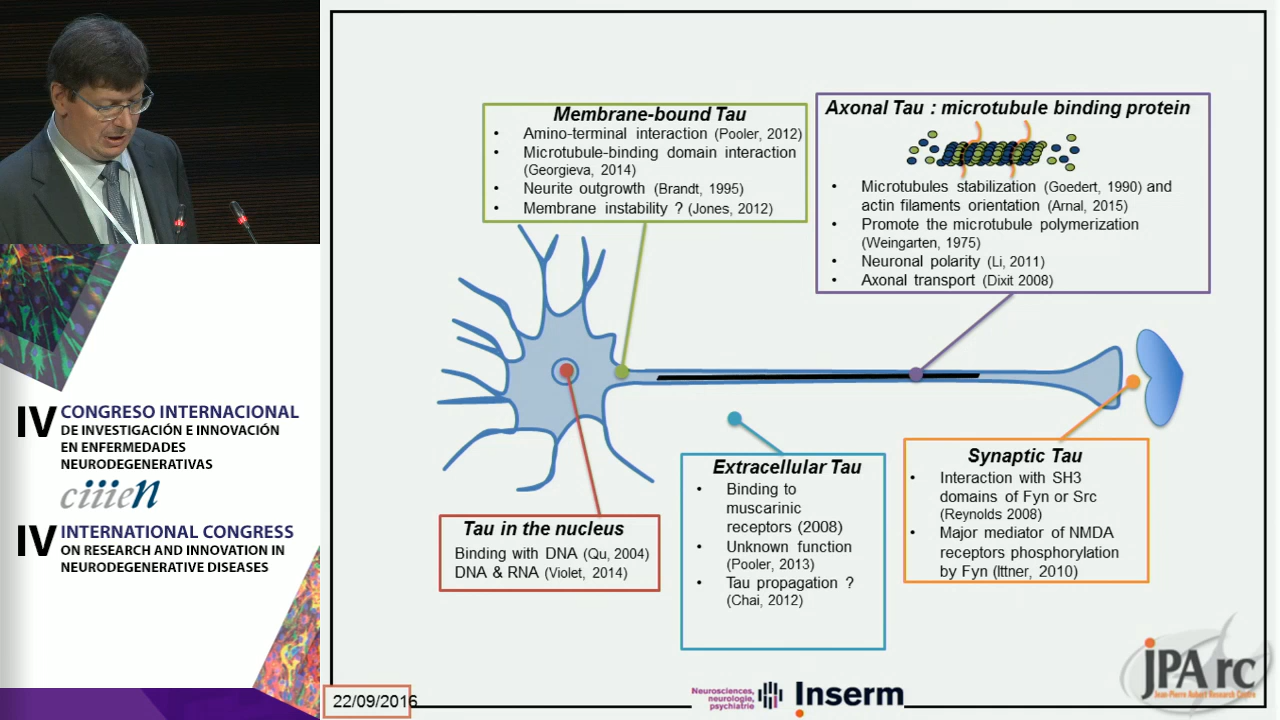 Membrane-bound Tau
• Amino-terminal interaction (Pooler, 2012)
• Microtubule-binding domain interaction
(Georgieva, 2014)
• Neurite outgrowth (Brandt, 1995)
• Membrane instability ? (Jones, 2012)
Axonal Tau : microtubule binding protein
• Microtubules stabilization (Goedert, 1990) and
actin filaments orientation (Arnal, 2015)
• Promote the microtubule polymerization
(Weingarten, 1975)
• Neuronal polarity (Li, 2011)
• Axonal transport (Dixit 2008)
Tau in the nucleus
Binding with DNA (Qu, 2004)
DNA & RNA (Violet, 2014)
Extracellular Tau
• Binding to
muscarinic
receptors (2008)
• Unknown function
(Pooler, 2013)
• Tau propagation ?
(Chai, 2012)
Synaptic Tau
• Interaction with SH3
domains of Fyn or Src
(Reynolds 2008)
• Major mediator of NMDA
receptors phosphorylation
by Fyn (Ittner, 2010)
IV CONGRESO INTERNACIONAL
DE INVESTIGACIÓN E INNOVACIÓN
EN ENFERMEDADES
NEURODEGENERATIVAS
ciiieN
IV INTERNATIONAL CONGRESS
ON RESEARCH AND INNOVATION IN
NEURODEGENERATIVE DISEASES
22/09/2016
Neurosciences,
neurologie,
psychiatrie
Inserm
JPArc
Jean-Pierre Aubert Research Centre